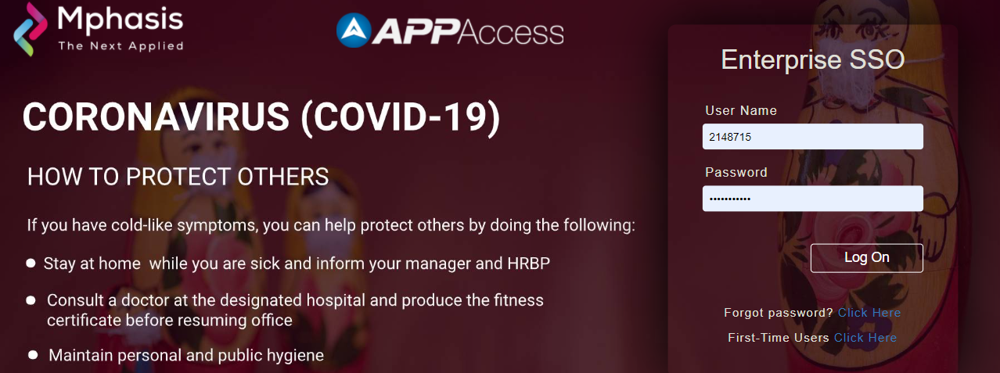 Mphasis
The Next Applied
APPAccess
CORONAVIRUS (COVID-19)
HOW TO PROTECT OTHERS
If you have cold-like symptoms, you can help protect others by doing the following:
● Stay at home while you are sick and inform your manager and HRBP
● Consult a doctor at the designated hospital and produce the fitness
certificate before resuming office
● Maintain personal and public hygiene
Enterprise SSO
User Name
2148715
Password
•••••••••••
Log On
Forgot password? Click Here
First-Time Users Click Here